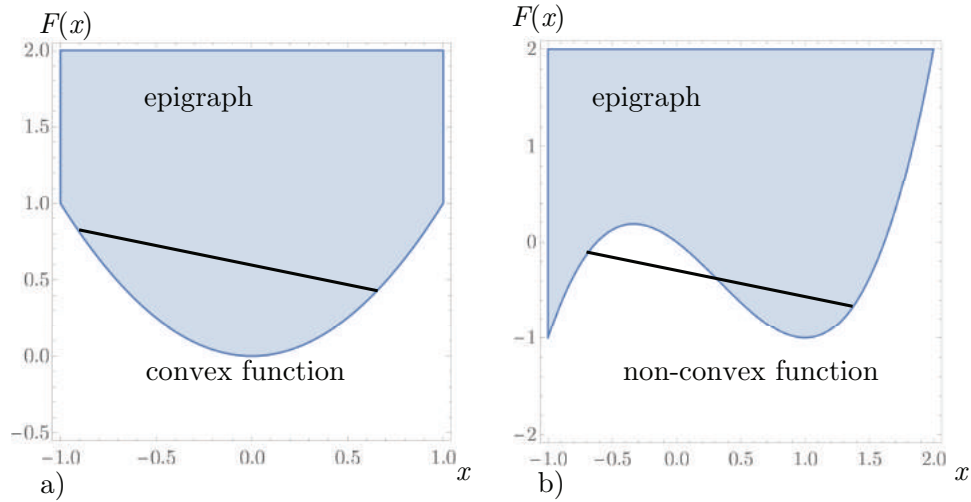 F(x)
2.0
epigraph
1.5
1.0
0.5
0.0
convex function
−0.5
−1.0 −0.5 0.0 0.5 1.0 x
a)
F(x)
2
epigraph
1
0
−1
non-convex function
−2
−1.0 −0.5 0.0 0.5 1.0 1.5 2.0 x
b)